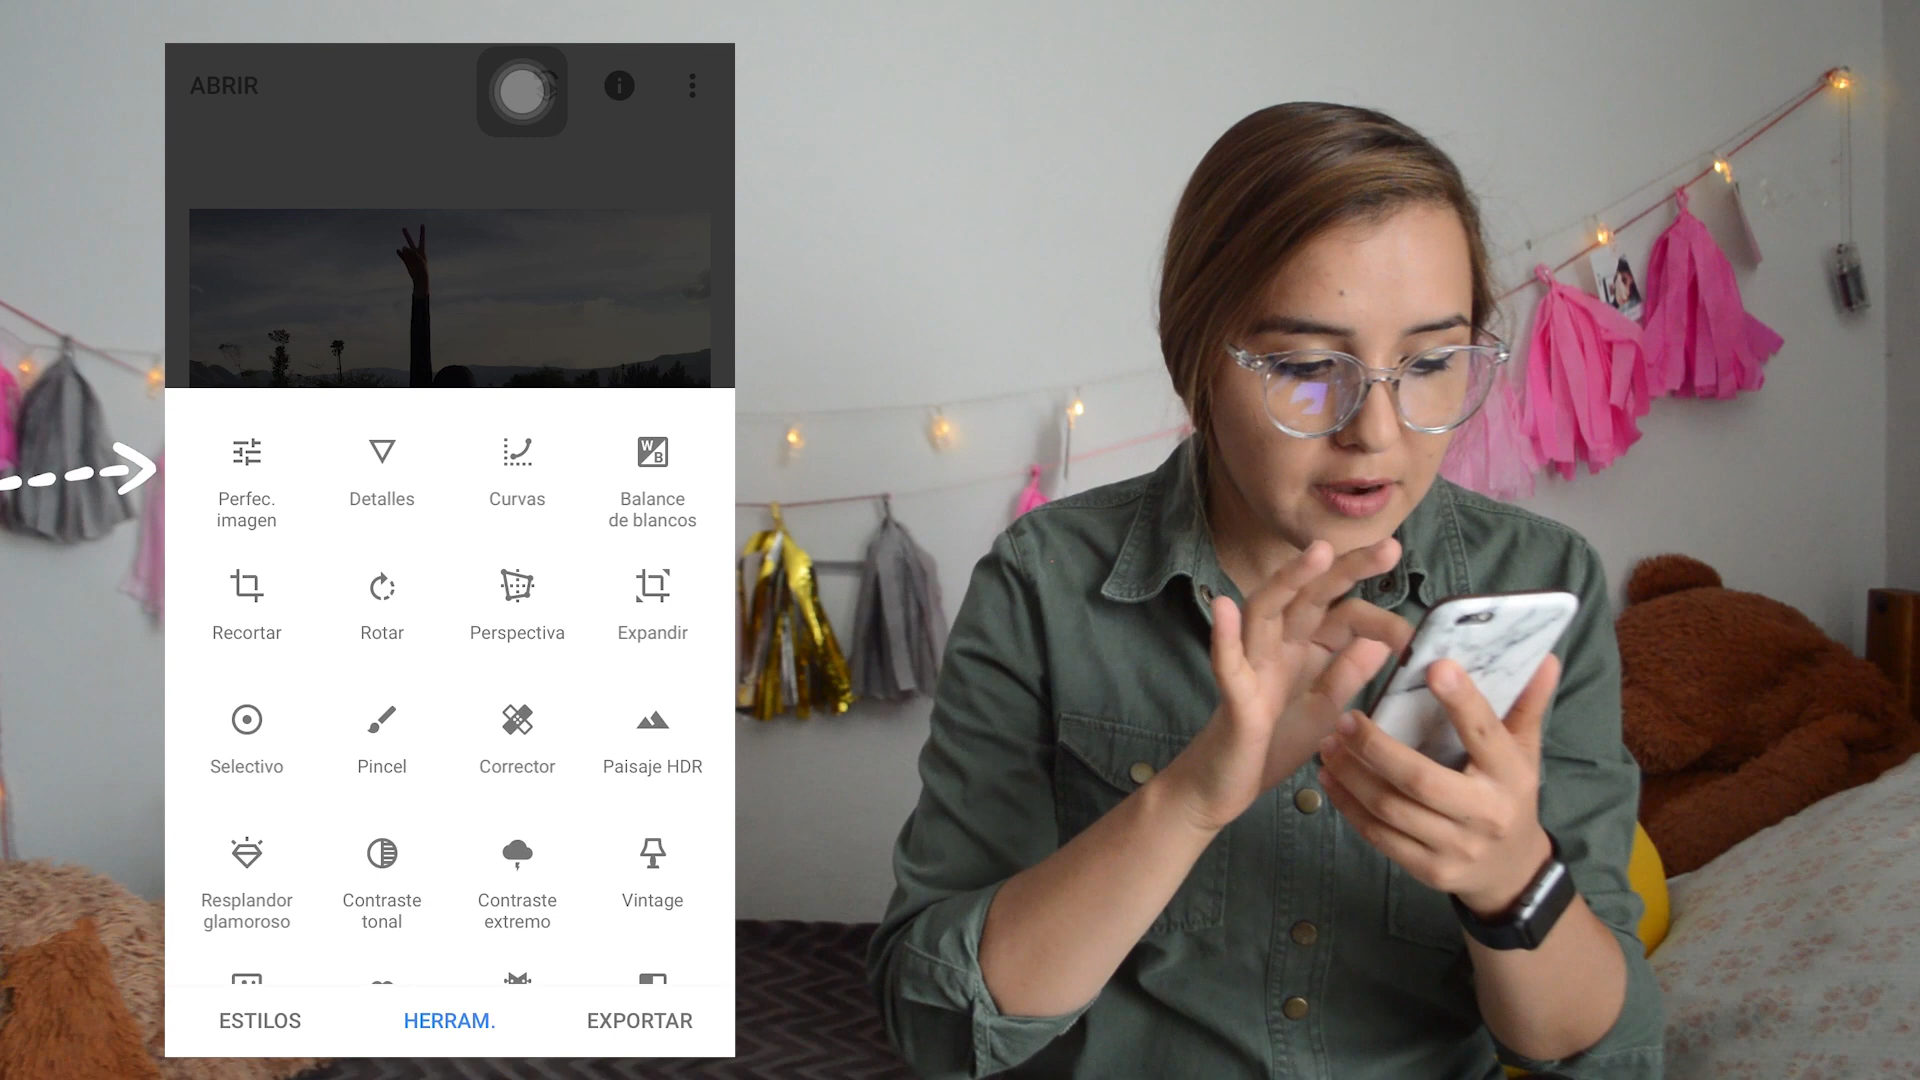 ABRIR
Perfec.
imagen
Detalles
Curvas
W
B
Balance
de blancos
Recortar
Rotar
Perspectiva
Expandir
Selectivo
Pincel
Corrector
Paisaje HDR
Resplandor
glamoroso
Contraste
tonal
Contraste
extremo
Vintage
ESTILOS
HERRAM.
EXPORTAR